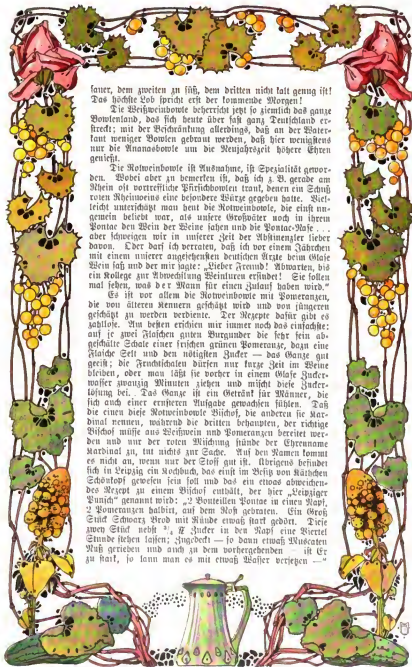 sauer, dem zweiten zu süß, dem dritten nicht kalt genug ist!
Das höchste Lob spricht erst der kommende Morgen!
Die Weißweinbowle beherrscht jetzt so ziemlich das ganze
Bowlenland, das sich heute über fast ganz Deutschland er-
streckt; mit der Beschränkung allerdings, daß an der Water-
kant weniger Bowlen gebraut werden, daß hier wenigstens
nur die Ananasbowle um die Neujahrszeit höhere Ehren
genießt.
Die Rotweinbowle ist Ausnahme, ist Spezialität gewor-
den. Wobei aber zu bemerken ist, daß ich z. B. gerade am
Rhein oft vortreffliche Pfirsichbowlen trank, denen ein Schuß
roten Rheinweins eine besondere Würze gegeben hatte. Viel-
leicht unterschätzt man heut die Rotweinbowle, die einst un-
gemein beliebt war, als unsere Großväter noch in ihrem
Pontac den Wein der Weine sahen und die Pontac-Nase . . .
aber schweigen wir in unserer Zeit der Abstinenzler lieber
davon. Oder darf ich verraten, daß ich vor einem Jährchen
mit einem unserer angesehensten deutschen Ärzte beim Glase
Wein saß und der mir sagte: „Lieber Freund! Abwarten, bis
ein Kollege zur Abwechslung Weinkuren erfindet! Sie sollen
mal sehen, was der Mann für einen Zulauf haben wird.“
Es ist vor allem die Rotweinbowle mit Pomeranzen,
die von älteren Kennern geschätzt wird und von jüngeren
geschätzt zu werden verdiente. Der Rezepte dafür gibt es
zahllose. Am besten erschien mir immer noch das einfachste:
auf je zwei Flaschen guten Burgunder die sehr fein ab-
geschälte Schale einer frischen grünen Pomeranze, dazu eine
Flasche Sekt und den nötigsten Zucker — das Ganze gut
geeist; die Fruchtschalen dürfen nur kurze Zeit im Weine
bleiben, oder man läßt sie vorher in einem Glase Zucker-
wasser zwanzig Minuten ziehen und mischt diese Zucker-
lösung bei. Das Ganze ist ein Getränk für Männer, die
sich auch einer ernsteren Aufgabe gewachsen fühlen. Daß
die einen diese Rotweinbowle Bischof, die anderen sie Kar-
dinal nennen, während die dritten behaupten, der richtige
Bischof müsse aus Weißwein und Pomeranzen bereitet wer-
den und nur der roten Mischung stände der Ehrenname
Kardinal zu, tut nichts zur Sache. Auf den Namen kommt
es nicht an, wenn nur der Stoff gut ist. Übrigens befindet
sich in Leipzig ein Kochbuch, das einst im Besitz von Käthchen
Schönkopf gewesen sein soll und das ein etwas abweichen-
des Rezept zu einem Bischof enthält, der hier „Leipziger
Punsch“ genannt wird: „2 Bouteillen Pontac in einen Napf,
2 Pomeranzen halbirt, auf dem Rost gebraten. Ein Groß
Stück Schwarz Brod mit Ründe etwaß stark gedört. Diese
zwey Stück nebst ¾ ℔ Zucker in den Napf eine Viertel
Stunde stehen lassen; Zugedeckt — so dann etwaß Muscaten
Nuß gerieben und auch zu dem vorhergehenden — ist Er
zu stark, so kann man es mit etwaß Wasser versetzen —“